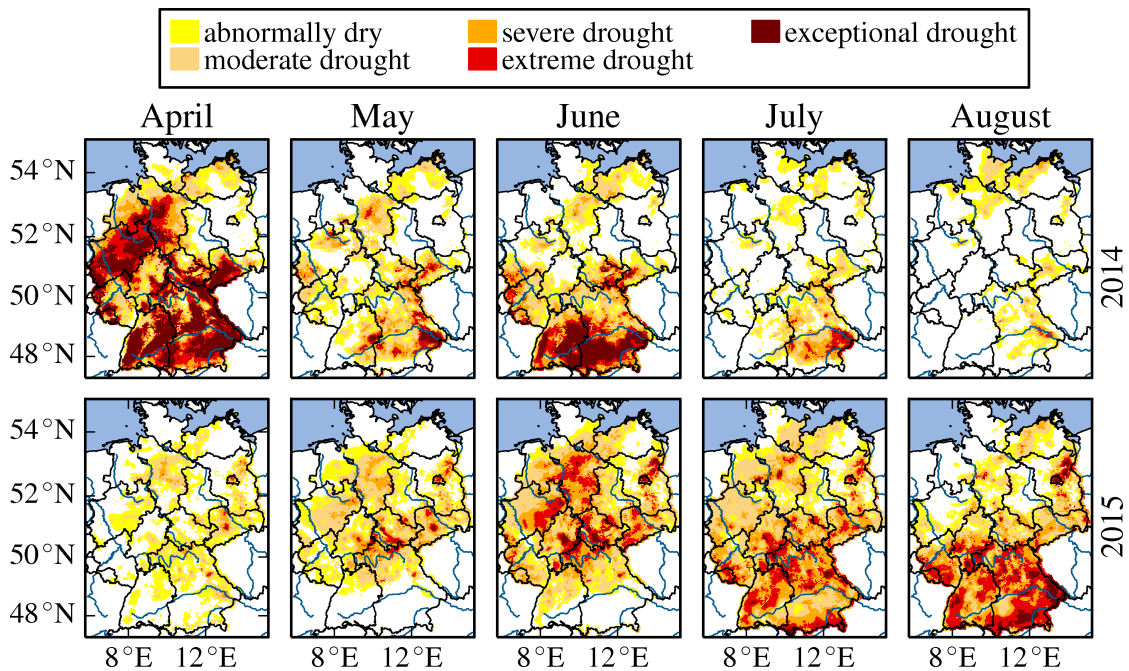 abnormally dry severe drought exceptional drought
moderate drought extreme drought
April May June July August
54°N
52°N
50°N
48°N
2014
54°N
52°N
50°N
48°N
2015
8°E 12°E 8°E 12°E 8°E 12°E 8°E 12°E 8°E 12°E